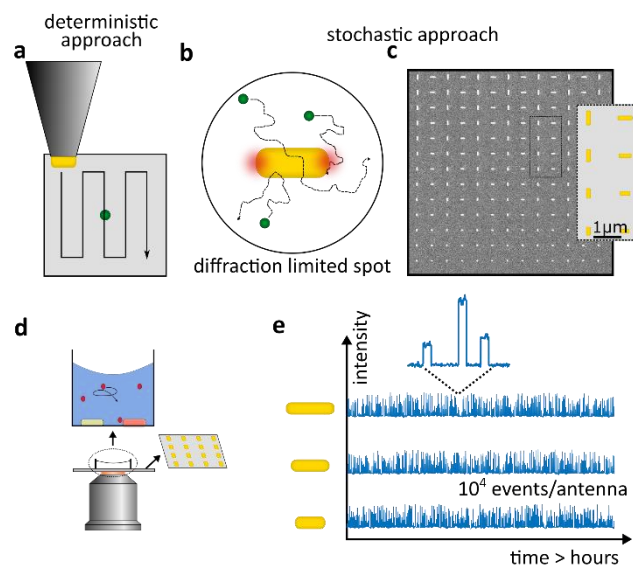 deterministic
approach
stochastic approach
a
b
c
diffraction limited spot
1µm
d
e
intensity
10⁴ events/antenna
time > hours